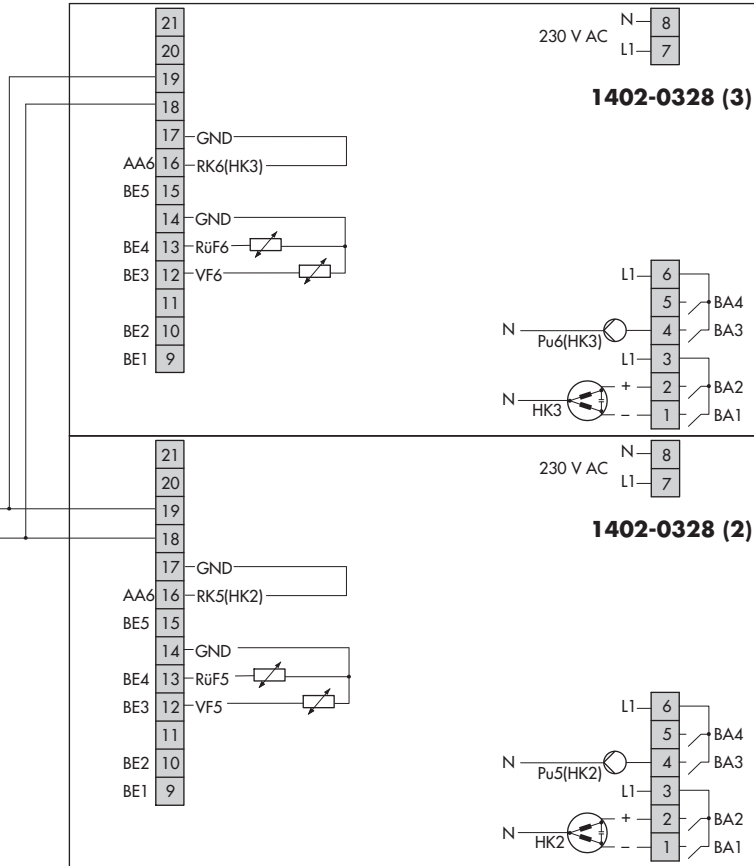 21
20
19
18
17 GND
AA6 16 RK6(HK3)
BE5 15
14 GND
BE4 13 RüF6
BE3 12 VF6
11
BE2 10
BE1 9
N 8
230 V AC
L1 7
1402-0328 (3)
L1 6
5 BA4
N Pu6(HK3) 4 BA3
L1 3
+ 2 BA2
N HK3
– 1 BA1
21
20
19
18
17 GND
AA6 16 RK5(HK2)
BE5 15
14 GND
BE4 13 RüF5
BE3 12 VF5
11
BE2 10
BE1 9
N 8
230 V AC
L1 7
1402-0328 (2)
L1 6
5 BA4
N Pu5(HK2) 4 BA3
L1 3
+ 2 BA2
N HK2
– 1 BA1